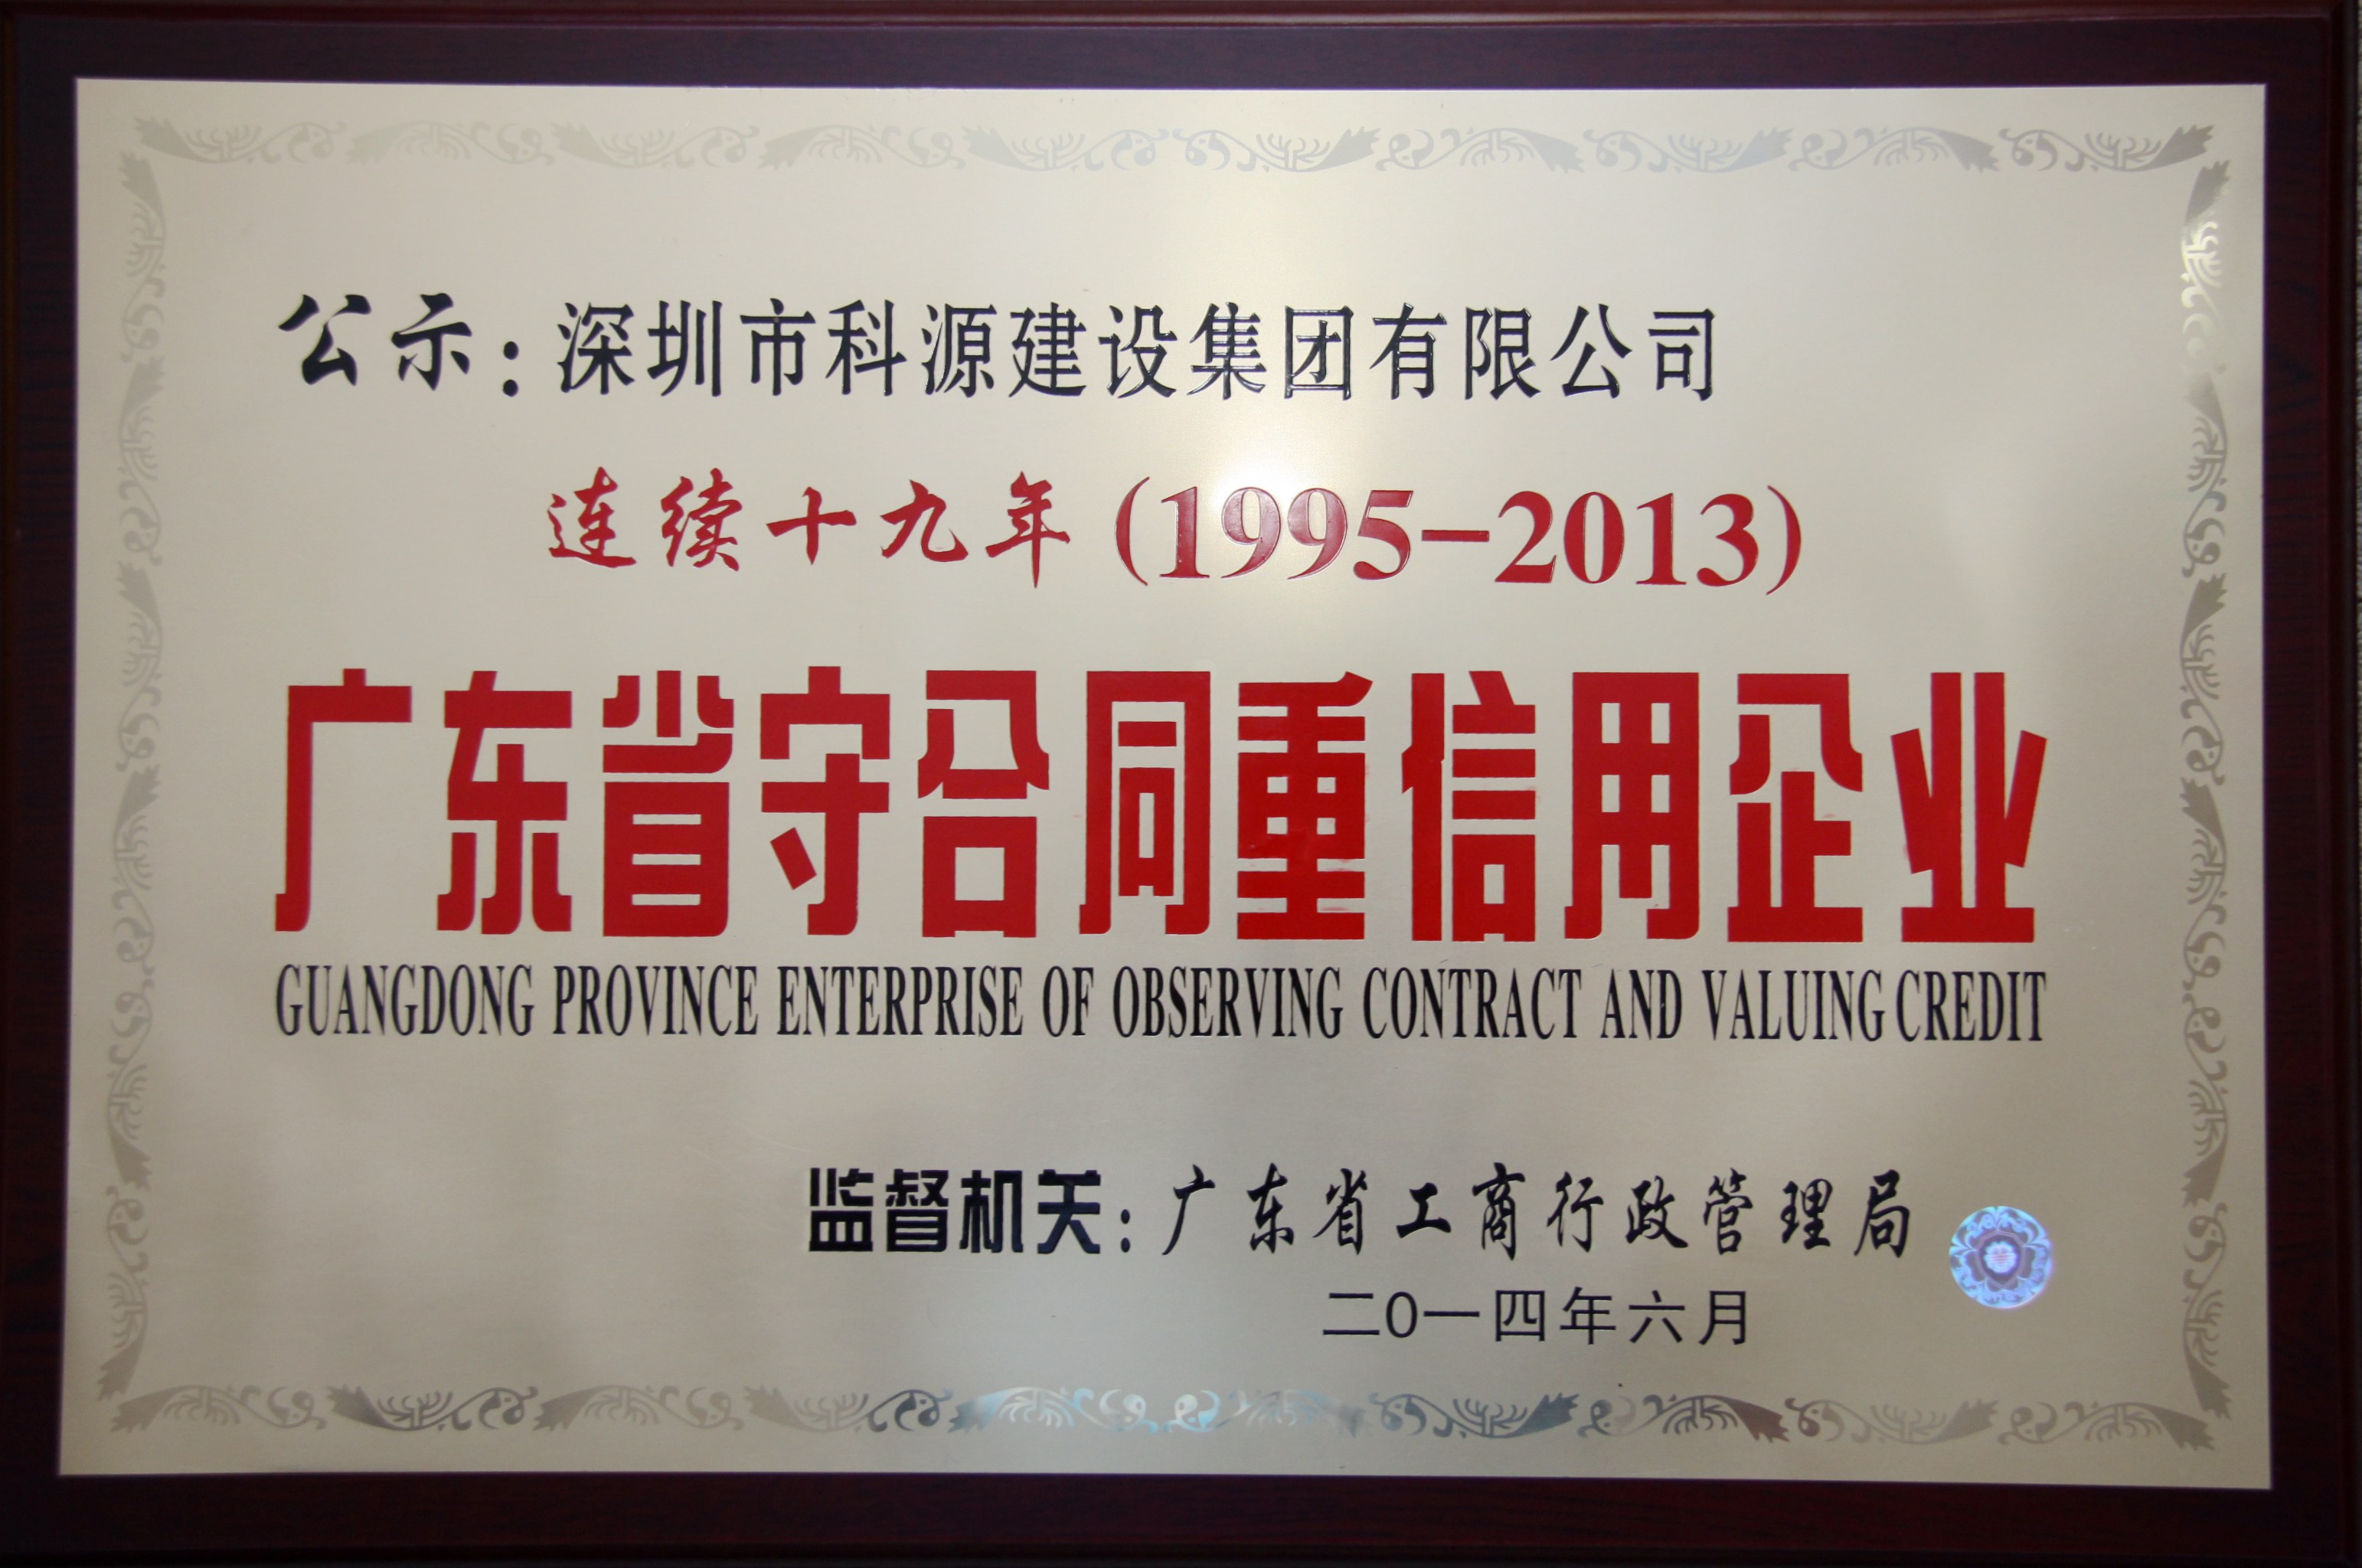 公示：深圳市科源建设集团有限公司
连续十九年(1995-2013)
广东省守合同重信用企业
GUANGDONG PROVINCE ENTERPRISE OF OBSERVING CONTRACT AND VALUING CREDIT
监督机关：广东省工商行政管理局
二O一四年六月